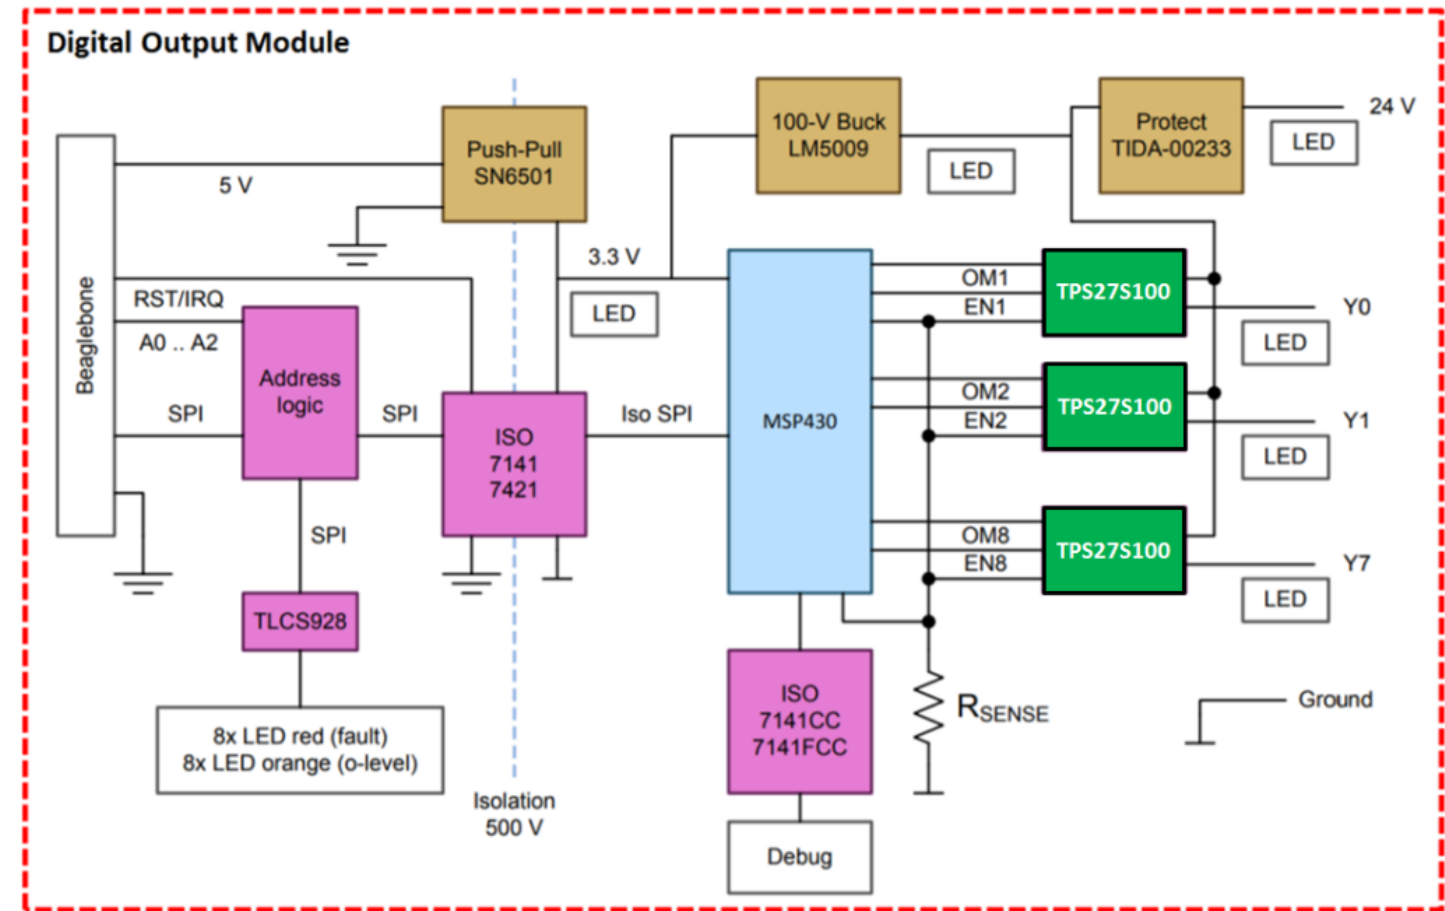 Digital Output Module
Push-Pull
SN6501
100-V Buck
LM5009
Protect
TIDA-00233
24 V
LED
LED
5 V
Beaglebone
RST/IRQ
A0 .. A2
Address
logic
SPI
SPI
SPI
3.3 V
LED
ISO
7141
7421
Iso SPI
MSP430
OM1
EN1
TPS27S100
Y0
LED
OM2
EN2
TPS27S100
Y1
LED
OM8
EN8
TPS27S100
Y7
LED
TLCS928
8x LED red (fault)
8x LED orange (o-level)
Isolation
500 V
ISO
7141CC
7141FCC
RSENSE
Ground
Debug